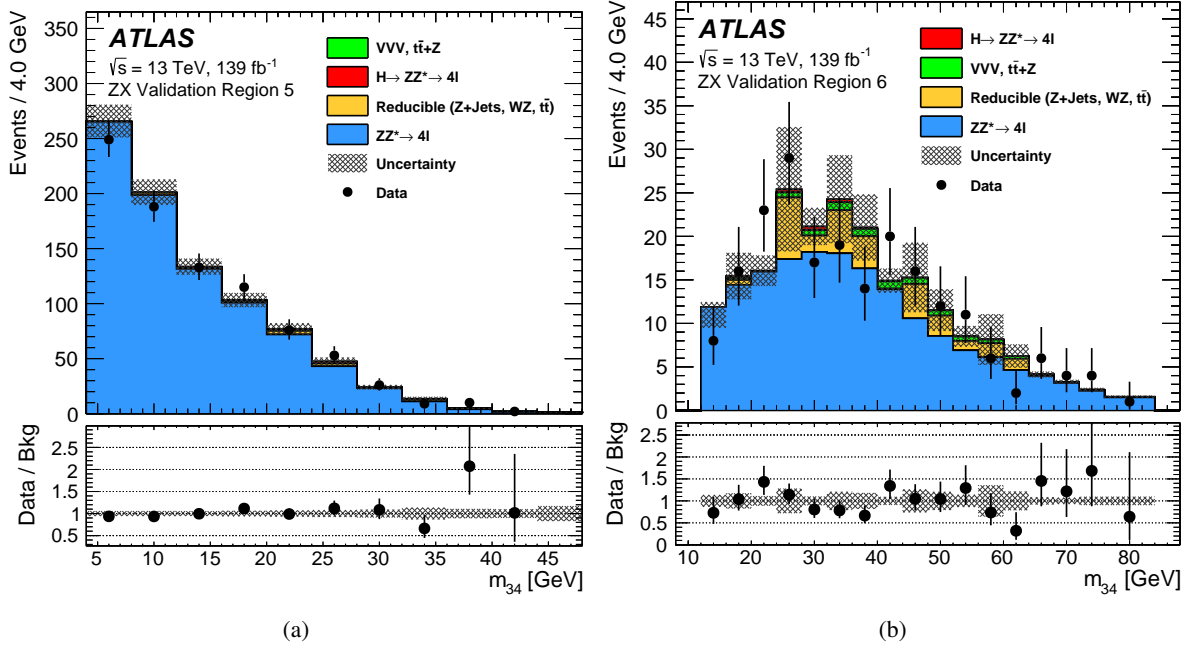 Events / 4.0 GeV
350
300
250
200
150
100
50
0
ATLAS
√s = 13 TeV, 139 fb⁻¹
ZX Validation Region 5
VVV, tt̄+Z
H→ ZZ*→ 4l
Reducible (Z+Jets, WZ, tt̄)
ZZ*→ 4l
Uncertainty
Data
Data / Bkg
2.5
2
1.5
1
0.5
5 10 15 20 25 30 35 40 45
m₃₄ [GeV]
(a)
Events / 4.0 GeV
45
40
35
30
25
20
15
10
5
0
ATLAS
√s = 13 TeV, 139 fb⁻¹
ZX Validation Region 6
H→ ZZ*→ 4l
VVV, tt̄+Z
Reducible (Z+Jets, WZ, tt̄)
ZZ*→ 4l
Uncertainty
Data
Data / Bkg
2.5
2
1.5
1
0.5
0
10 20 30 40 50 60 70 80
m₃₄ [GeV]
(b)